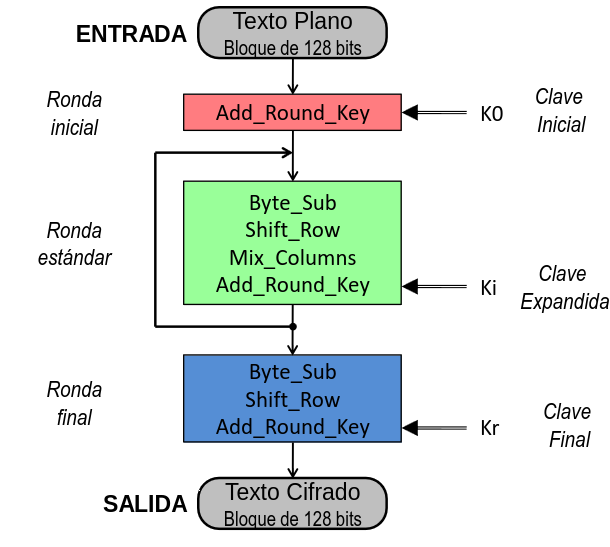 ENTRADA
Texto Plano
Bloque de 128 bits
Ronda
inicial
Add_Round_Key
K0
Clave
Inicial
Ronda
estándar
Byte_Sub
Shift_Row
Mix_Columns
Add_Round_Key
Ki
Clave
Expandida
Ronda
final
Byte_Sub
Shift_Row
Add_Round_Key
Kr
Clave
Final
SALIDA
Texto Cifrado
Bloque de 128 bits